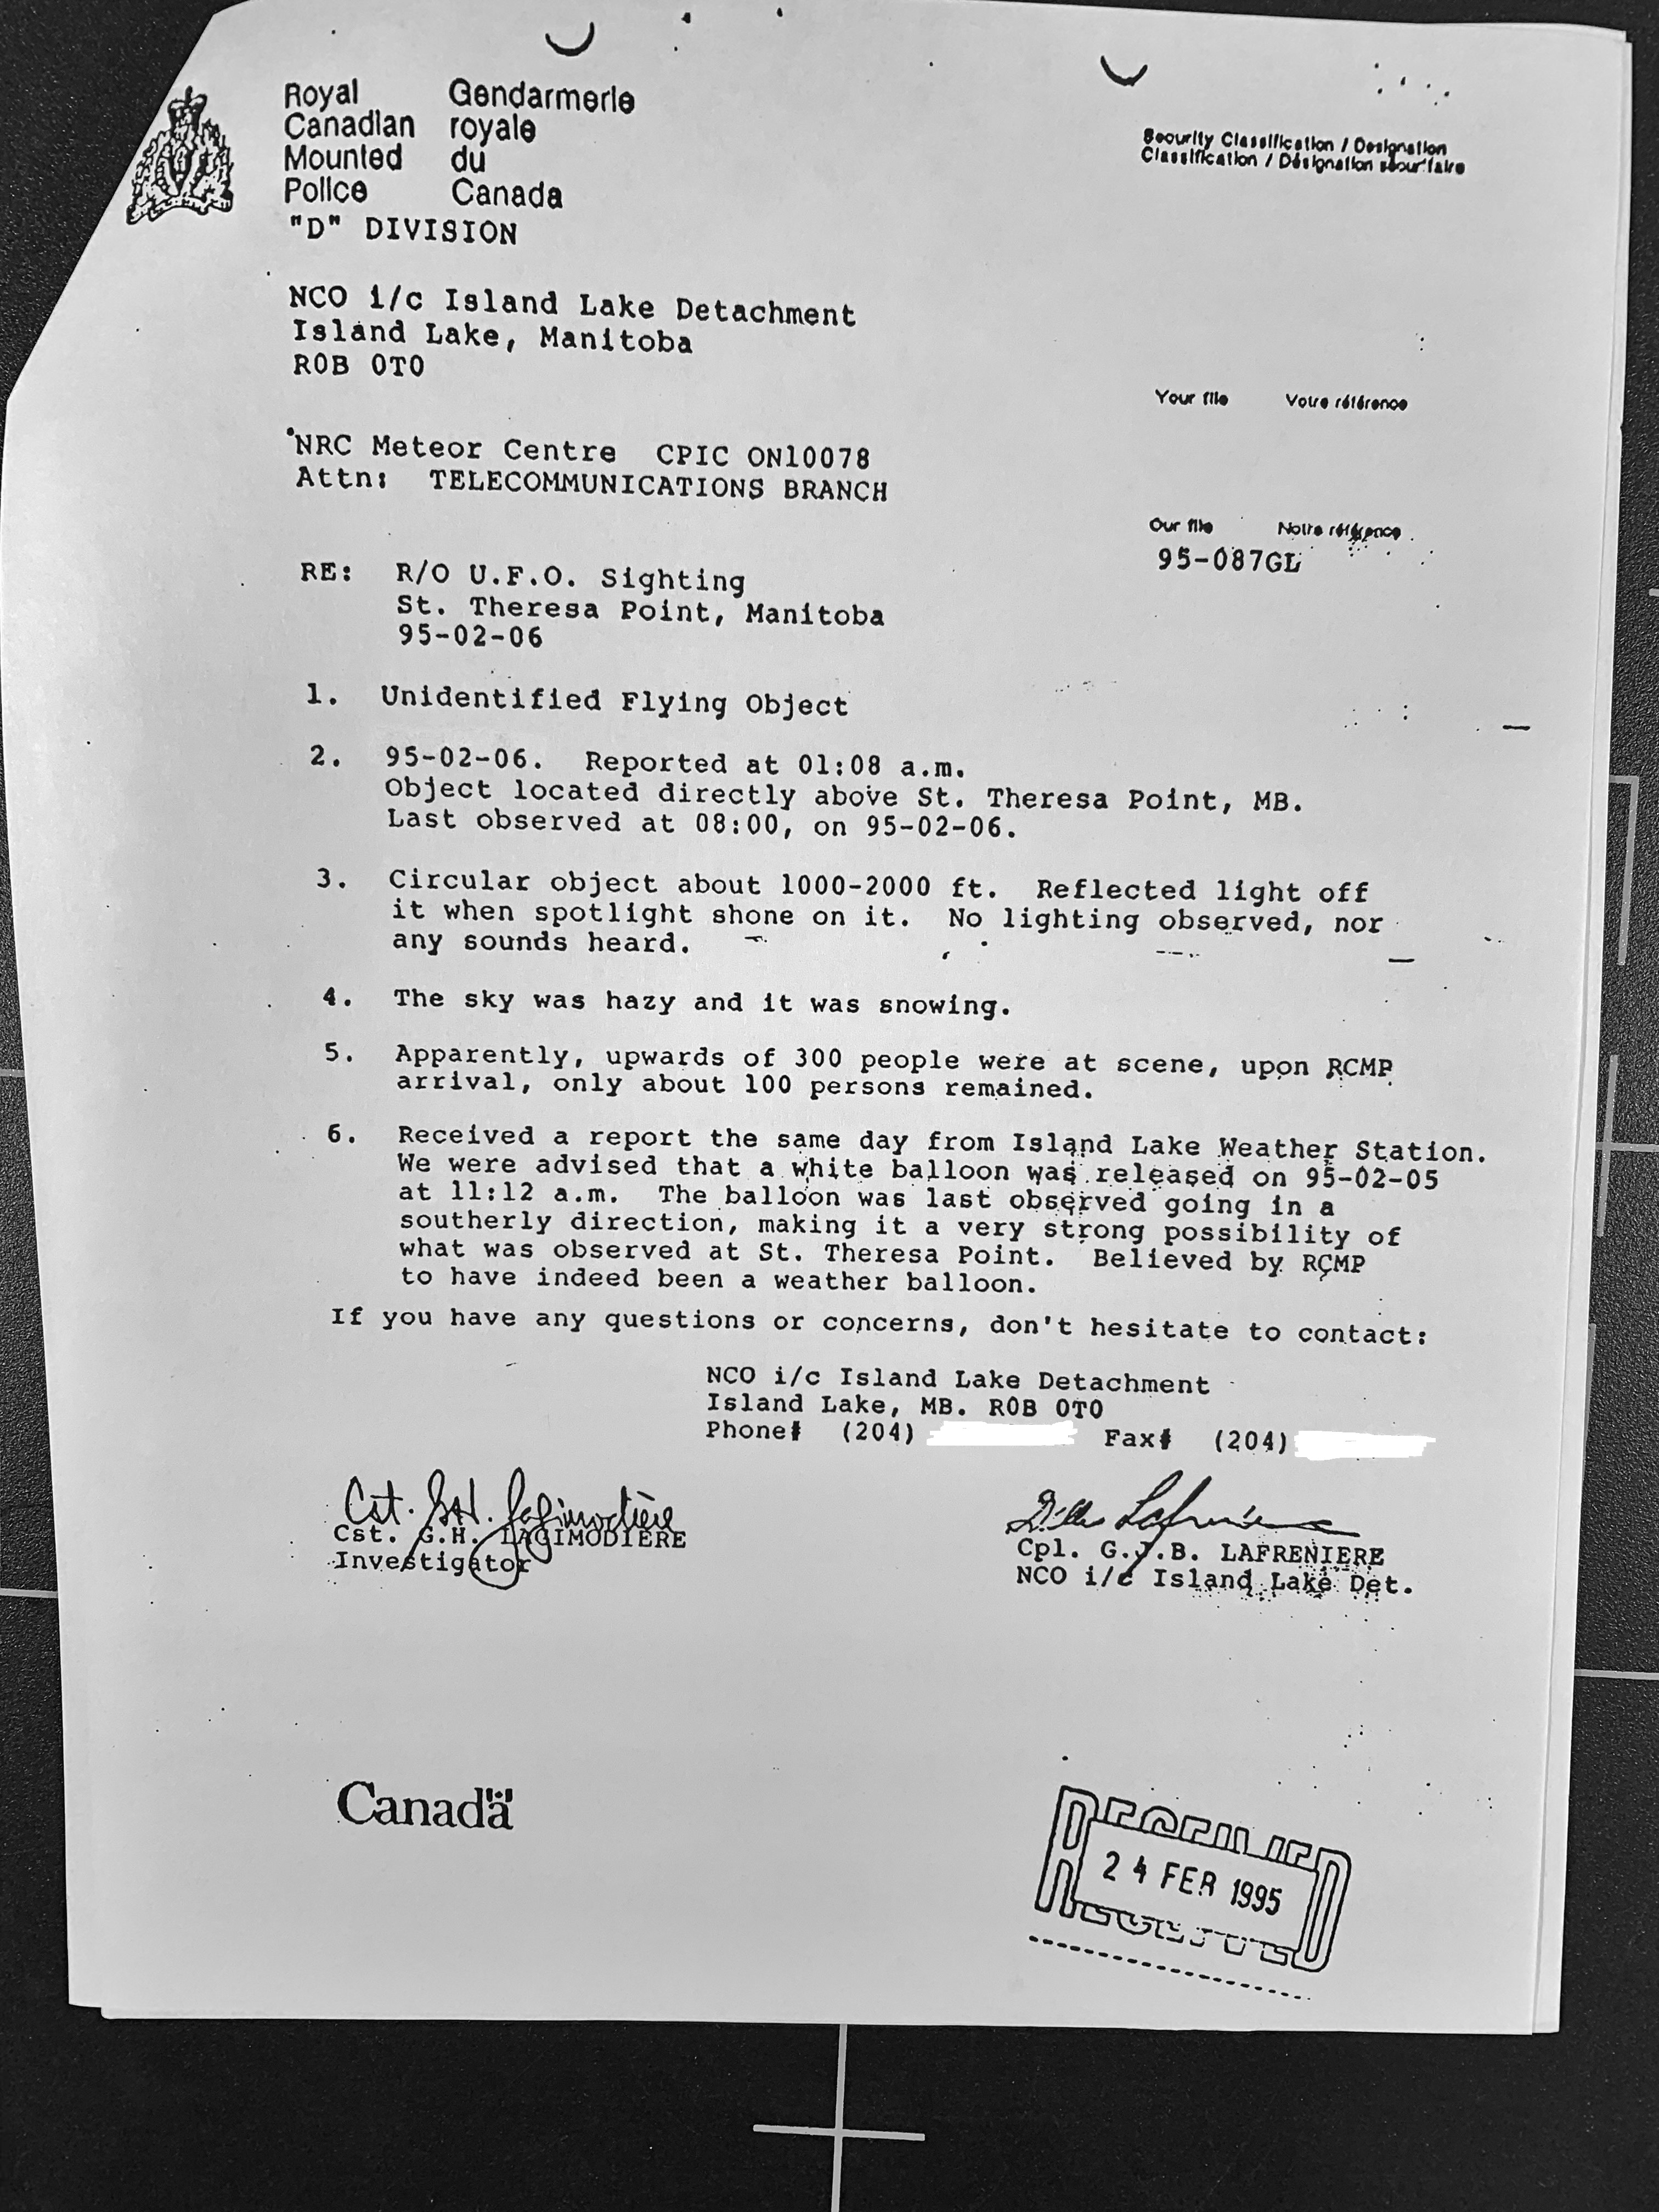 Royal Gendarmerie
Canadian royale
Mounted du
Police Canada
"D" DIVISION
Security Classification / Designation
Classification / Désignation sécuritaire
NCO i/c Island Lake Detachment
Island Lake, Manitoba
R0B 0T0
Your file Votre référence
NRC Meteor Centre CPIC ON10078
Attn: TELECOMMUNICATIONS BRANCH
Our file Notre référence
95-087GL
RE: R/O U.F.O. Sighting
St. Theresa Point, Manitoba
95-02-06
1. Unidentified Flying Object
2. 95-02-06. Reported at 01:08 a.m.
Object located directly above St. Theresa Point, MB.
Last observed at 08:00, on 95-02-06.
3. Circular object about 1000-2000 ft. Reflected light off
it when spotlight shone on it. No lighting observed, nor
any sounds heard.
4. The sky was hazy and it was snowing.
5. Apparently, upwards of 300 people were at scene, upon RCMP
arrival, only about 100 persons remained.
6. Received a report the same day from Island Lake Weather Station.
We were advised that a white balloon was released on 95-02-05
at 11:12 a.m. The balloon was last observed going in a
southerly direction, making it a very strong possibility of
what was observed at St. Theresa Point. Believed by RCMP
to have indeed been a weather balloon.
If you have any questions or concerns, don't hesitate to contact:
NCO i/c Island Lake Detachment
Island Lake, MB. R0B 0T0
Phone# (204) Fax# (204)
Cst. G.H. Lagimodière
Cst. G.H. LAGIMODIERE
Investigator
Cpl. G.J.B. LAFRENIERE
NCO i/c Island Lake Det.
Canada
RECEIVED
24 FEB 1995
RECEIVED